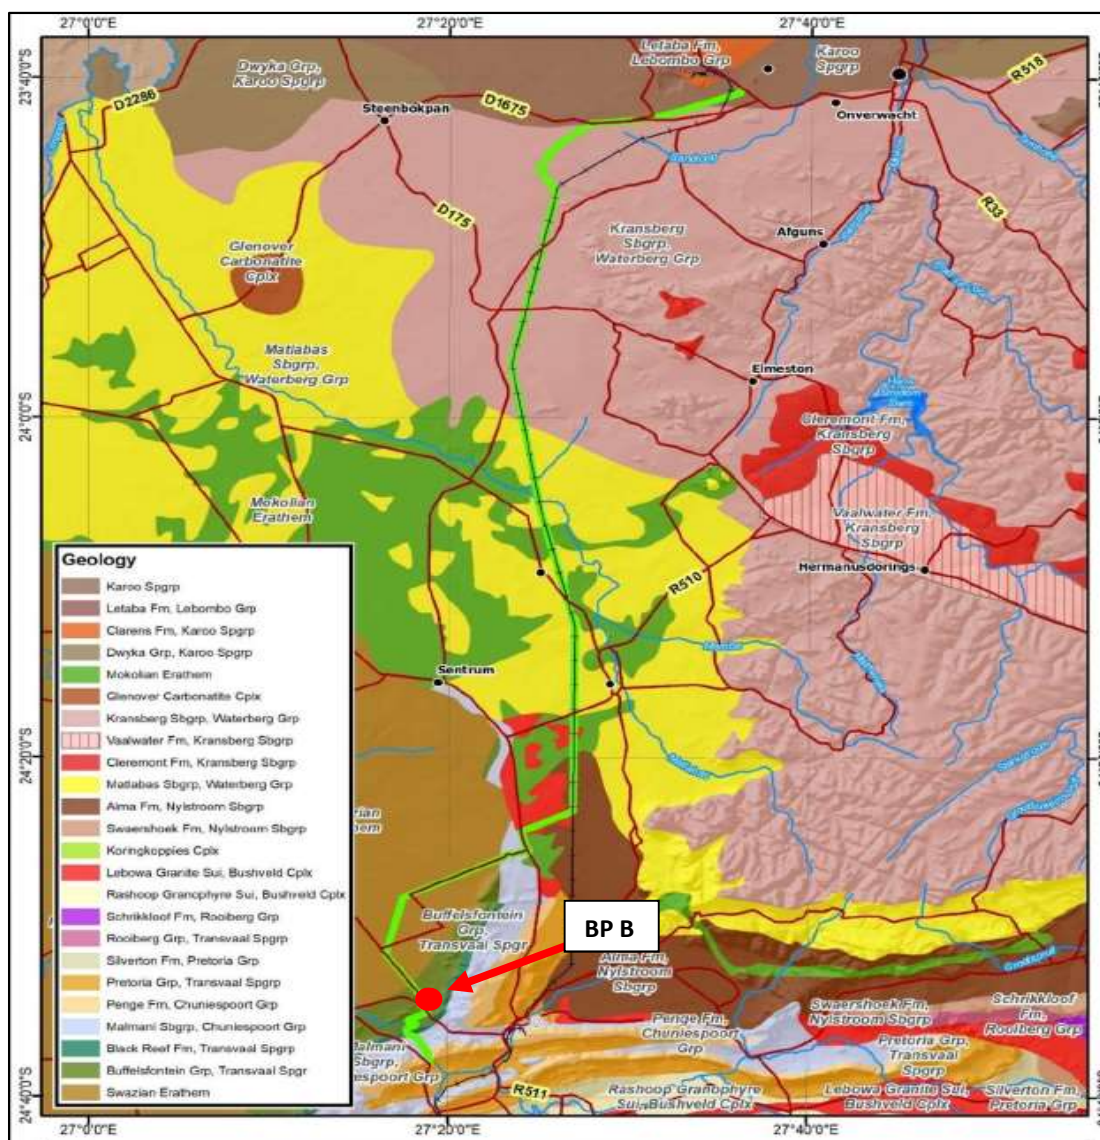 27°0'0"E
27°20'0"E
27°40'0"E
23°40'0"S
24°0'0"S
24°20'0"S
24°40'0"S
Dwyka Grp,
Karoo Spgrp
Letaba Fm,
Lebombo Grp
Karoo
Spgrp
R518
D2286
Steenbokpan
D1675
Onverwacht
D175
R33
Glenover
Carbonatite
Cplx
Kransberg
Sbgrp,
Waterberg Grp
Afguns
Matlabas
Sbgrp,
Waterberg Grp
Elmeston
Cleremont Fm,
Kransberg
Sbgrp
Mokolian
Erathem
Vaalwater Fm,
Kransberg
Sbgrp
Hermanusdorings
R510
Sentrum
Geology
Karoo Spgrp
Letaba Fm, Lebombo Grp
Clarens Fm, Karoo Spgrp
Dwyka Grp, Karoo Spgrp
Mokolian Erathem
Glenover Carbonatite Cplx
Kransberg Sbgrp, Waterberg Grp
Vaalwater Fm, Kransberg Sbgrp
Cleremont Fm, Kransberg Sbgrp
Matlabas Sbgrp, Waterberg Grp
Alma Fm, Nylstroom Sbgrp
Swaershoek Fm, Nylstroom Sbgrp
Koringkoppies Cplx
Lebowa Granite Sui, Bushveld Cplx
Rashoop Granophyre Sui, Bushveld Cplx
Schrikkloof Fm, Rooiberg Grp
Rooiberg Grp, Transvaal Spgrp
Silverton Fm, Pretoria Grp
Pretoria Grp, Transvaal Spgrp
Penge Fm, Chuniespoort Grp
Malmani Sbgrp, Chuniespoort Grp
Black Reef Fm, Transvaal Spgrp
Buffelsfontein Grp, Transvaal Spgr
Swazian Erathem
Buffelsfontein
Grp,
Transvaal Spgr
BP B
Alma Fm,
Nylstroom
Sbgrp
Swaershoek Fm,
Nylstroom Sbgrp
Schrikkloof
Fm,
Rooiberg Grp
Penge Fm,
Chuniespoort
Grp
Pretoria Grp,
Transvaal
Spgrp
R511
Rashoop Granophyre
Sui, Bushveld Cplx
Lebowa Granite Sui,
Bushveld Cplx
Silverton Fm,
Pretoria Grp
27°0'0"E
27°20'0"E
27°40'0"E